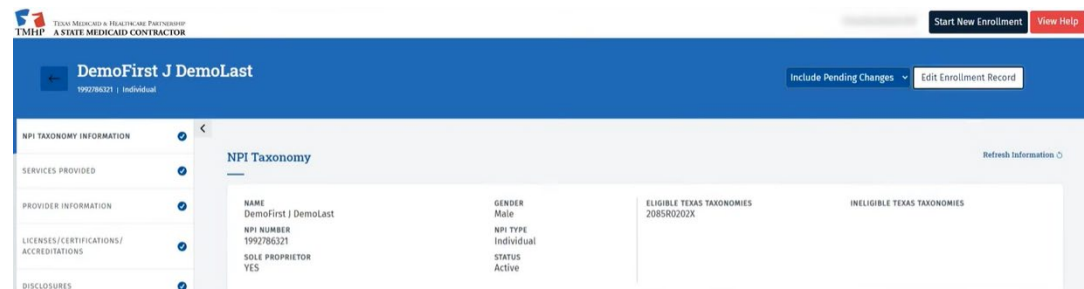 TEXAS MEDICAID & HEALTHCARE PARTNERSHIP
TMHP A STATE MEDICAID CONTRACTOR
Start New Enrollment
View Help
DemoFirst J DemoLast
1992786321 | Individual
Include Pending Changes
Edit Enrollment Record
NPI TAXONOMY INFORMATION
SERVICES PROVIDED
PROVIDER INFORMATION
LICENSES/CERTIFICATIONS/
ACCREDITATIONS
DISCLOSURES
NPI Taxonomy
Refresh Information
NAME
DemoFirst J DemoLast
NPI NUMBER
1992786321
SOLE PROPRIETOR
YES
GENDER
Male
NPI TYPE
Individual
STATUS
Active
ELIGIBLE TEXAS TAXONOMIES
2085R0202X
INELIGIBLE TEXAS TAXONOMIES